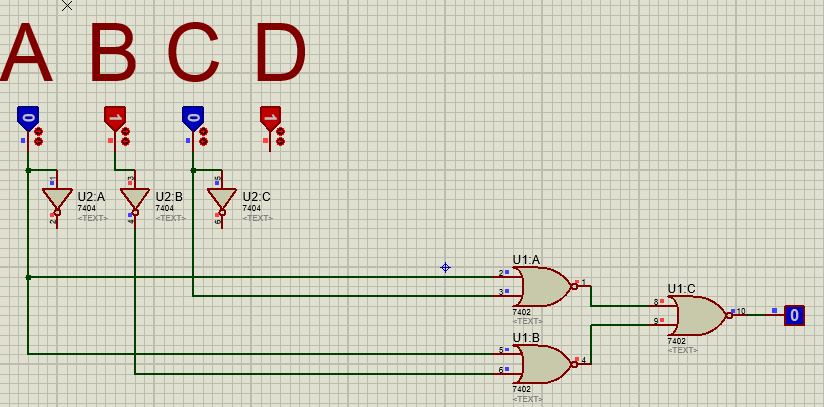 A B C D
0 1 0 1
1 3 5
U2:A U2:B U2:C
7404 7404 7404
<TEXT> <TEXT> <TEXT>
2 4 6
U1:A
2 1
3
7402
<TEXT>
U1:C
8 10 0
9
7402
<TEXT>
U1:B
5 4
6
7402
<TEXT>